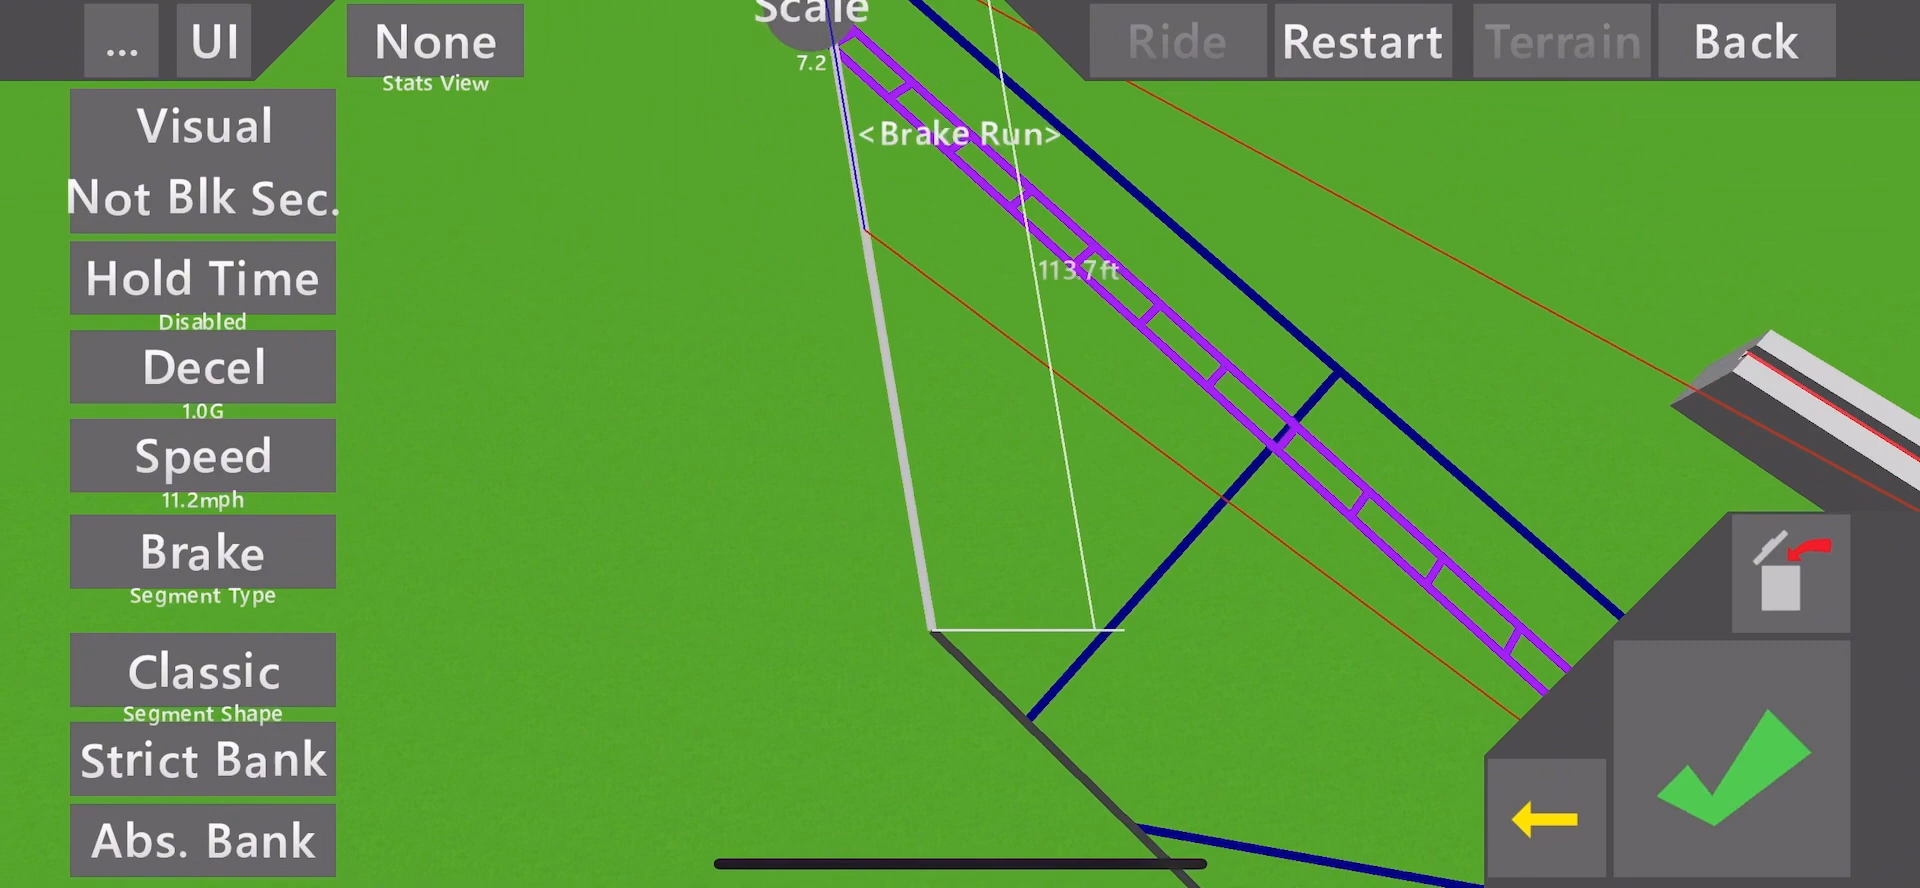 ...
UI
None
Stats View
Scale
7.2
Ride
Restart
Terrain
Back
Visual
Not Blk Sec.
Hold Time
Disabled
Decel
1.0G
Speed
11.2mph
Brake
Segment Type
Classic
Segment Shape
Strict Bank
Abs. Bank
<Brake Run>
113.7ft